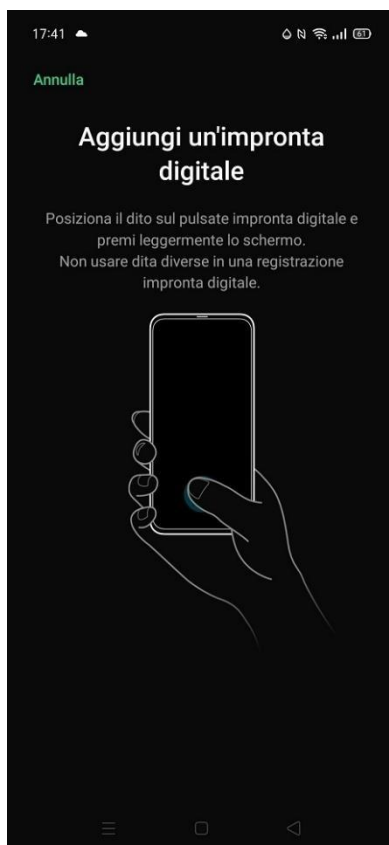 17:41
61
Annulla
Aggiungi un'impronta
digitale
Posiziona il dito sul pulsate impronta digitale e
premi leggermente lo schermo.
Non usare dita diverse in una registrazione
impronta digitale.